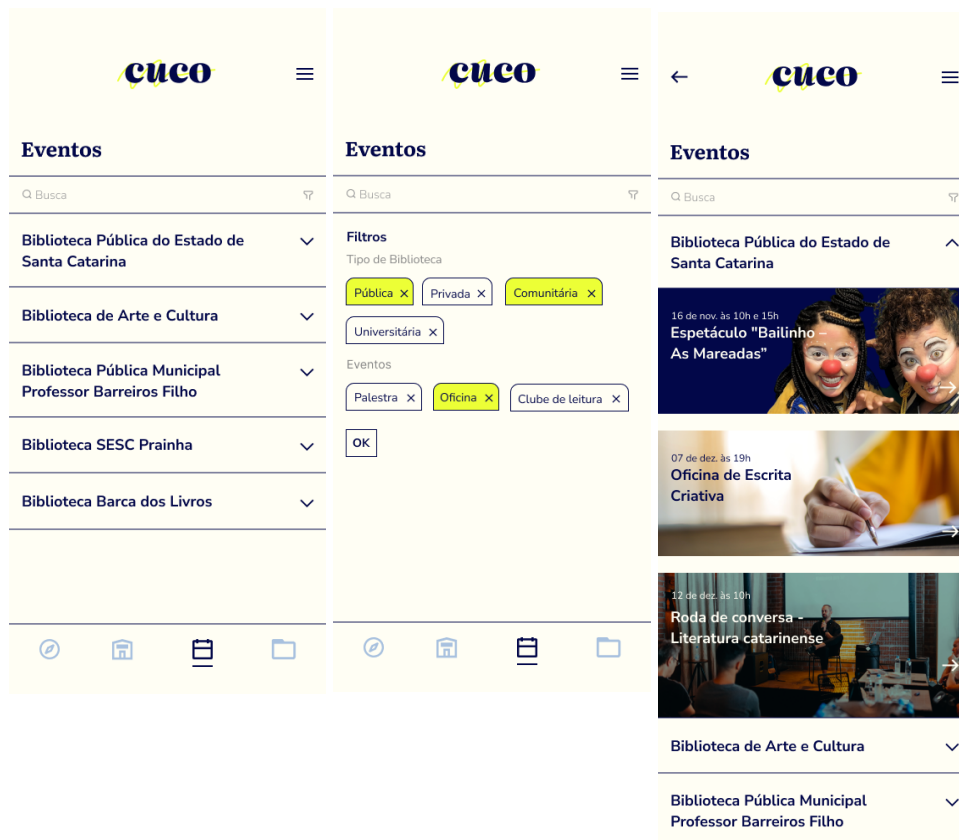 cuco
Eventos
Busca
Biblioteca Pública do Estado de
Santa Catarina
Biblioteca de Arte e Cultura
Biblioteca Pública Municipal
Professor Barreiros Filho
Biblioteca SESC Prainha
Biblioteca Barca dos Livros
cuco
Eventos
Busca
Filtros
Tipo de Biblioteca
Pública ×
Privada ×
Comunitária ×
Universitária ×
Eventos
Palestra ×
Oficina ×
Clube de leitura ×
OK
cuco
Eventos
Busca
Biblioteca Pública do Estado de
Santa Catarina
16 de nov. às 10h e 15h
Espetáculo "Bailinho –
As Mareadas”
07 de dez. às 19h
Oficina de Escrita
Criativa
12 de dez. às 10h
Roda de conversa -
Literatura catarinense
Biblioteca de Arte e Cultura
Biblioteca Pública Municipal
Professor Barreiros Filho